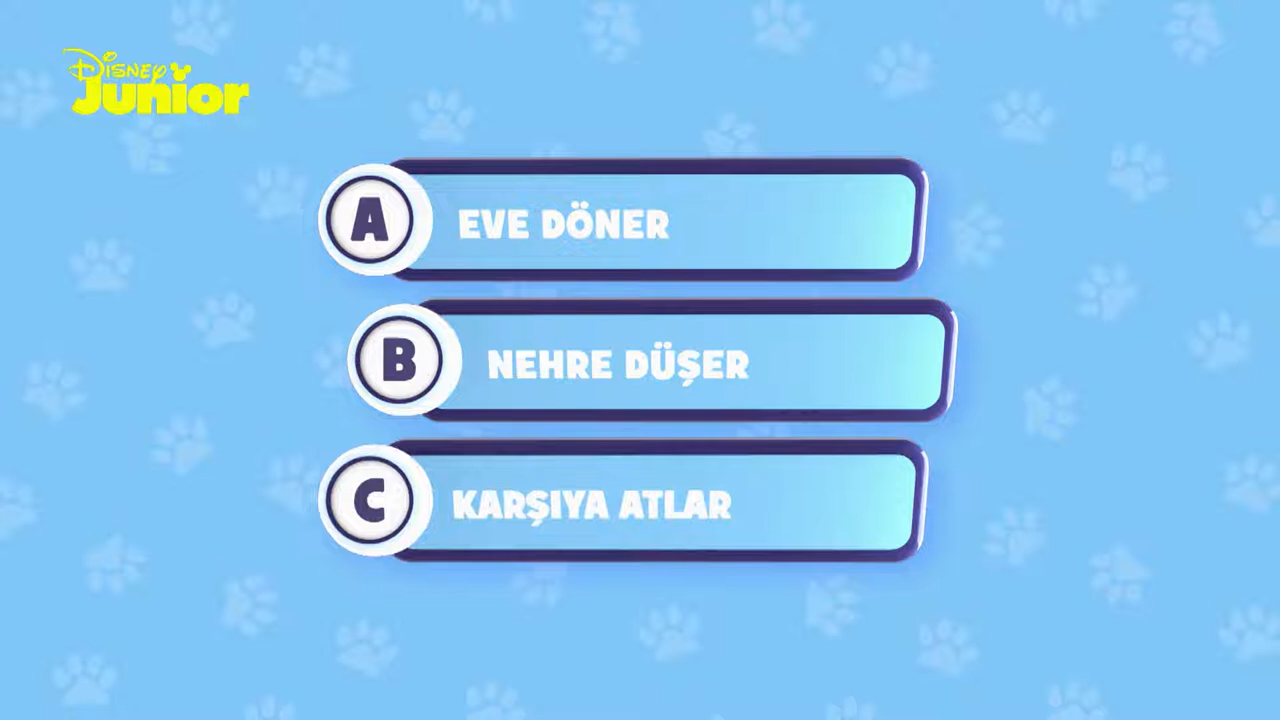 Disney
Junior
A EVE DÖNER
B NEHRE DÜŞER
C KARŞIYA ATLAR